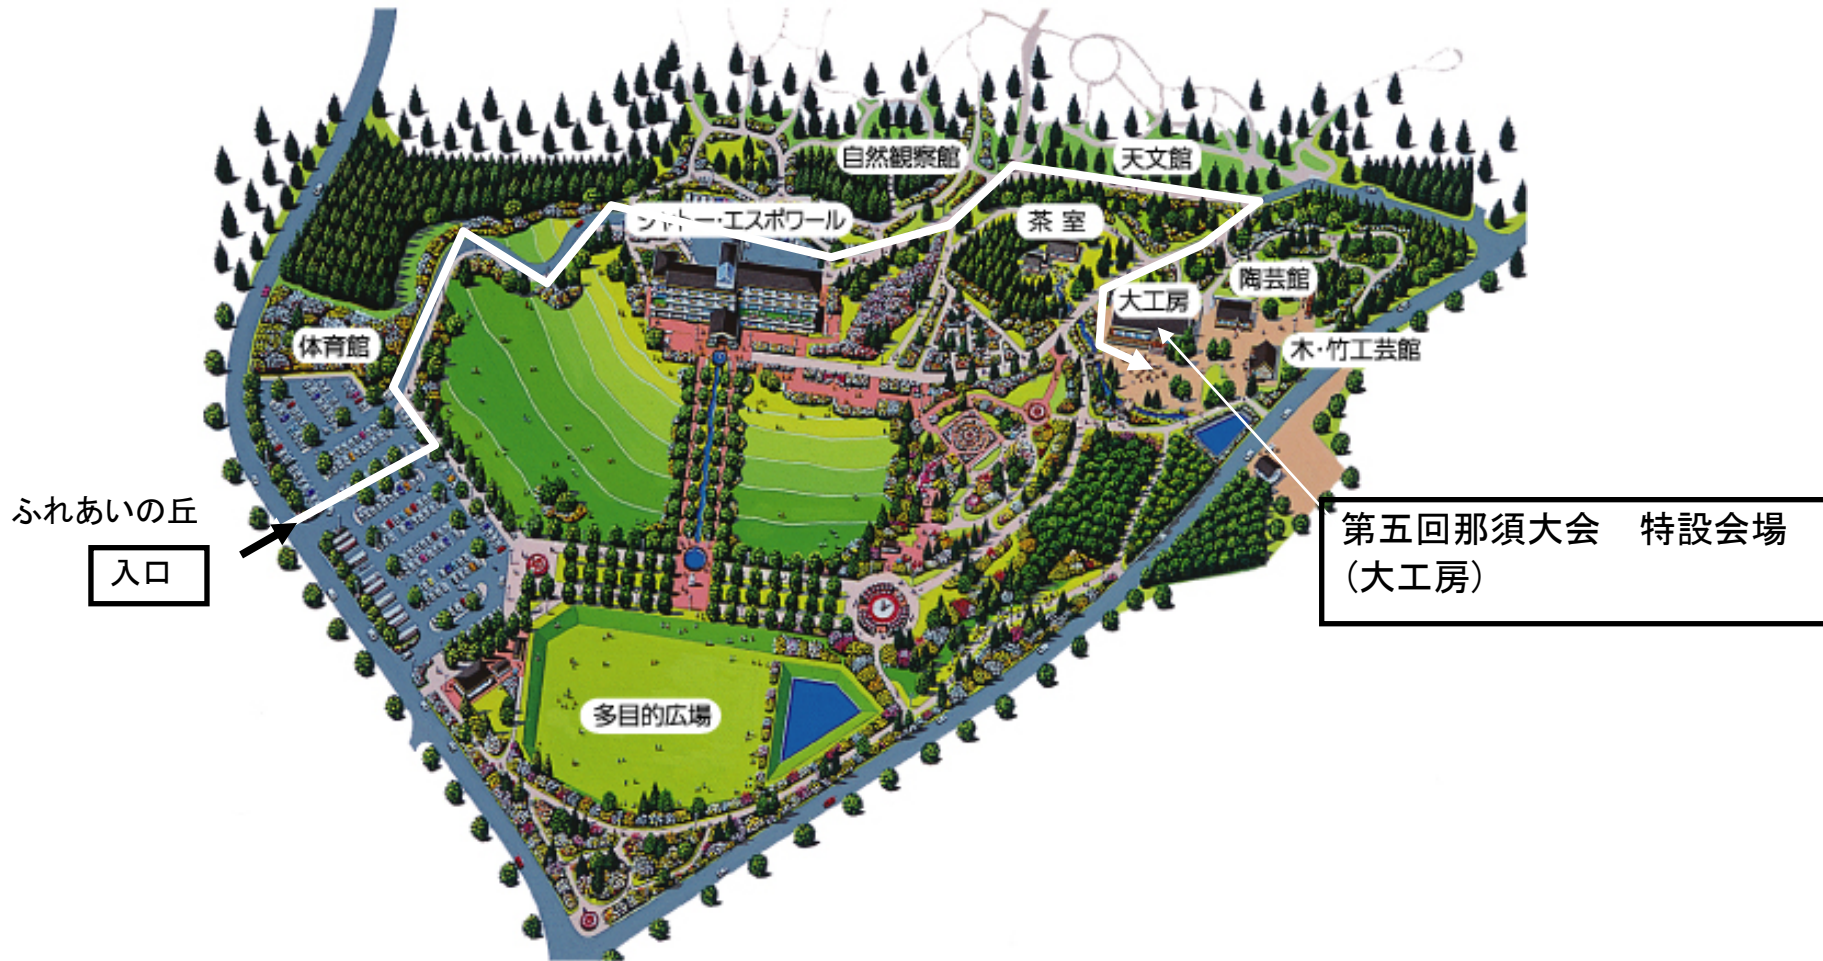 自然観察館
天文館
シャトー・エスポワール
茶室
陶芸館
大工房
体育館
木・竹工芸館
ふれあいの丘
入口
第五回那須大会　特設会場
（大工房）
多目的広場